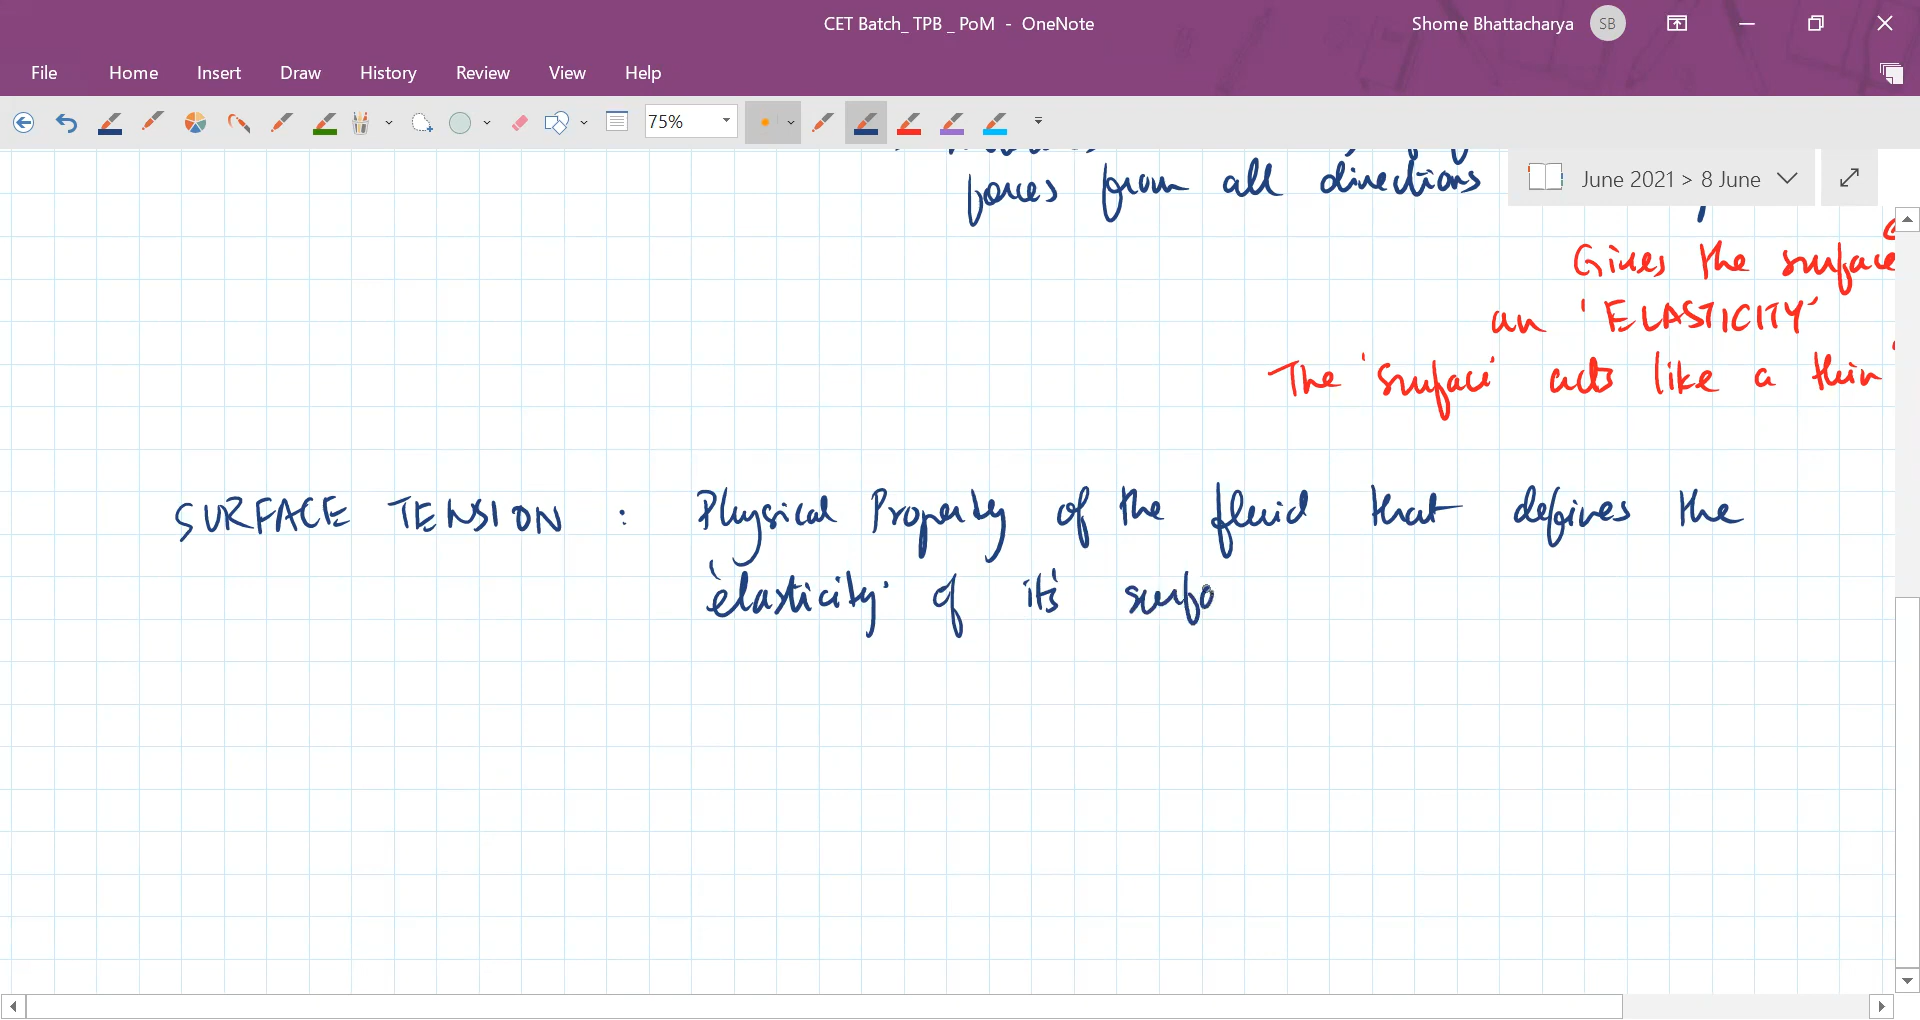 CET Batch_ TPB _ PoM - OneNote
Shome Bhattacharya SB
File Home Insert Draw History Review View Help
75%
June 2021 > 8 June
forces from all directions
Gives the surface
an 'ELASTICITY'
The 'surface' acts like a thin
SURFACE TENSION : Physical Property of the fluid that defines the
'elasticity' of it's surfa